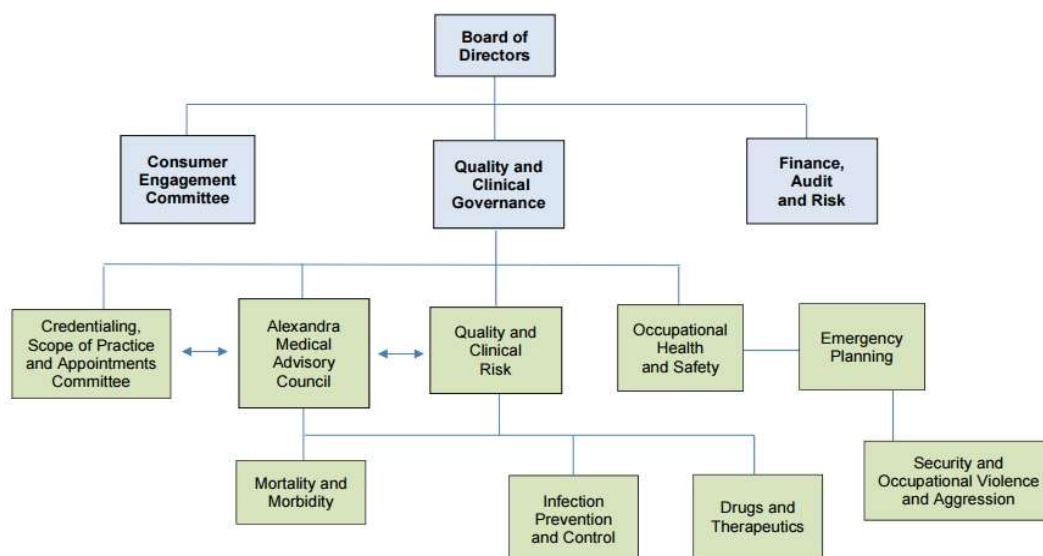 Board of
Directors
Consumer
Engagement
Committee
Quality and
Clinical
Governance
Finance,
Audit
and Risk
Credentialing,
Scope of Practice
and Appointments
Committee
Alexandra
Medical
Advisory
Council
Quality and
Clinical
Risk
Occupational
Health
and Safety
Emergency
Planning
Mortality and
Morbidity
Infection
Prevention
and Control
Drugs and
Therapeutics
Security and
Occupational Violence
and Aggression